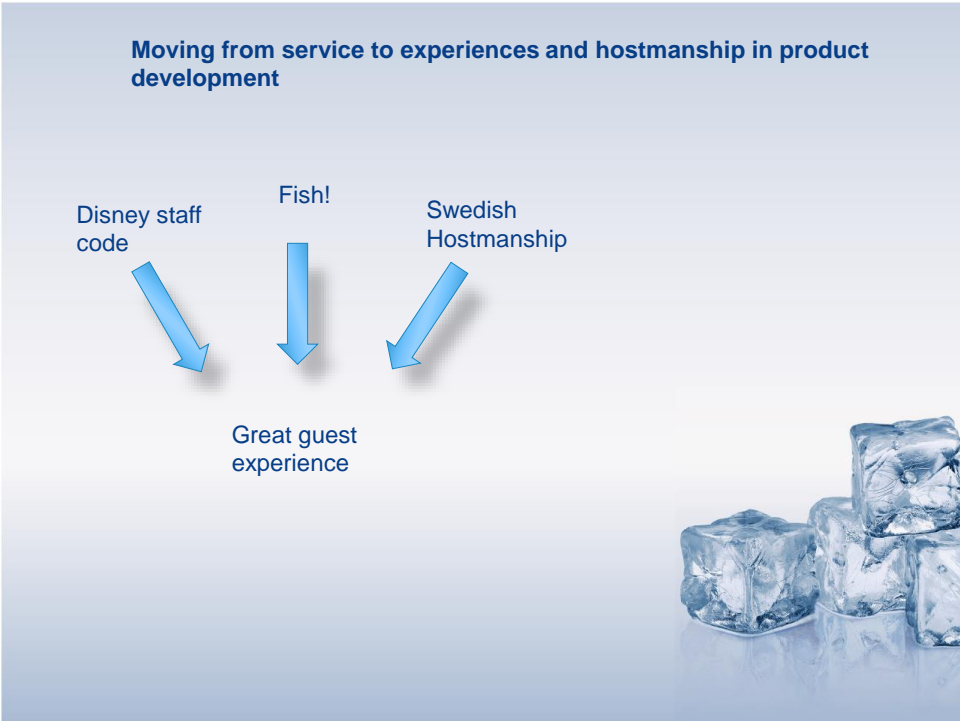 Moving from service to experiences and hostmanship in product
development
Fish!
Disney staff
code
Swedish
Hostmanship
Great guest
experience